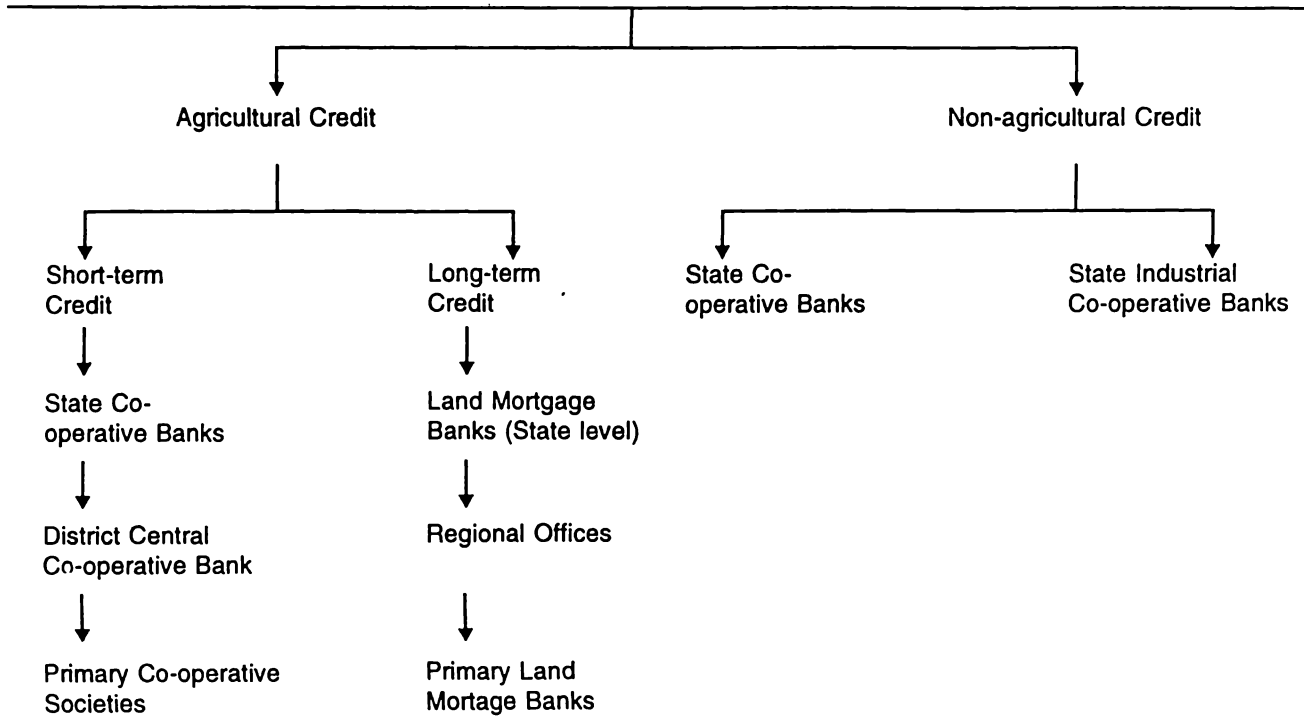 Agricultural Credit
Non-agricultural Credit
Short-term
Credit
Long-term
Credit
State Co-
operative Banks
State Industrial
Co-operative Banks
State Co-
operative Banks
Land Mortgage
Banks (State level)
District Central
Co-operative Bank
Regional Offices
Primary Co-operative
Societies
Primary Land
Mortage Banks